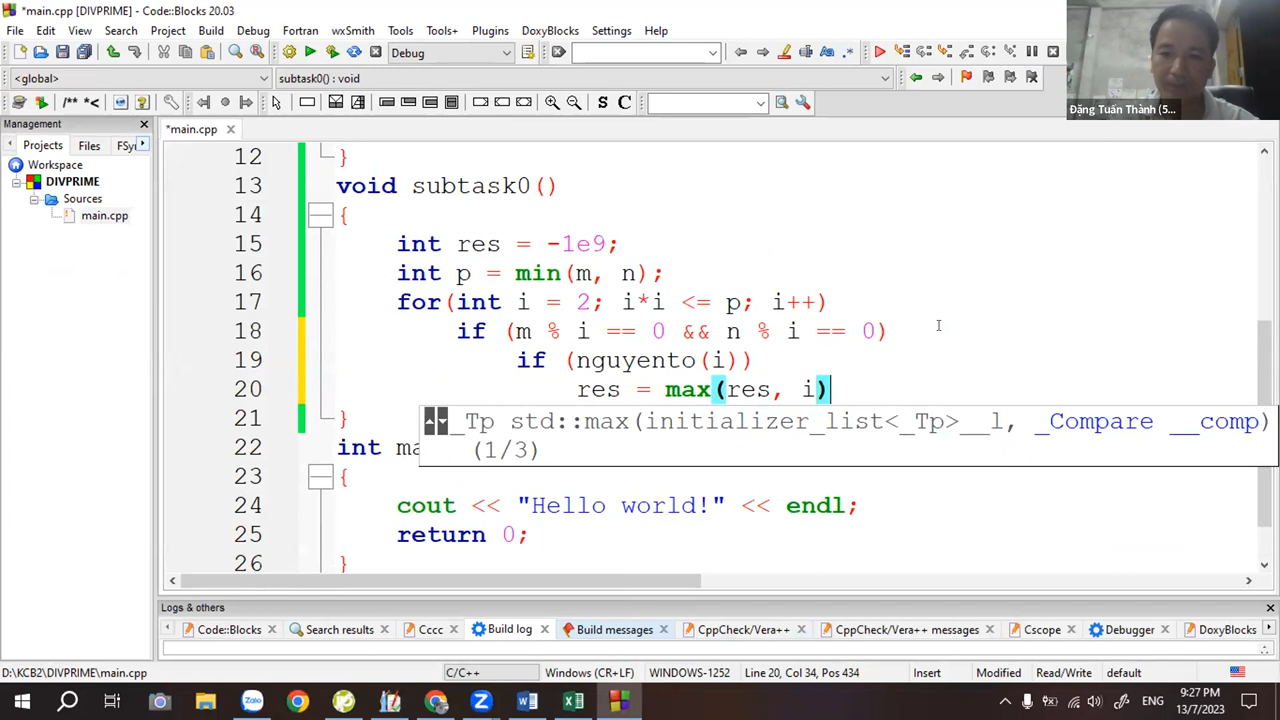 *main.cpp [DIVPRIME] - Code::Blocks 20.03
File Edit View Search Project Build Debug Fortran wxSmith Tools Tools+ Plugins DoxyBlocks Settings Help
Debug
<global>
subtask0() : void
/** *<
S C
Đặng Tuấn Thành (5...
Management
Projects Files FSy
Workspace
DIVPRIME
Sources
main.cpp
*main.cpp
12 }
13 void subtask0()
14 {
15 int res = -1e9;
16 int p = min(m, n);
17 for(int i = 2; i*i <= p; i++)
18 if (m % i == 0 && n % i == 0)
19 if (nguyento(i))
20 res = max(res, i)
21 }
_Tp std::max(initializer_list<_Tp>__l, _Compare __comp)
(1/3)
22 int ma
23 {
24 cout << "Hello world!" << endl;
25 return 0;
26 }
Logs & others
Code::Blocks Search results Cccc Build log Build messages CppCheck/Vera++ CppCheck/Vera++ messages Cscope Debugger DoxyBlocks
D:\KCB2\DIVPRIME\main.cpp C/C++ Windows (CR+LF) WINDOWS-1252 Line 20, Col 34, Pos 434 Insert Modified Read/Write default
Zalo
ENG
9:27 PM
13/7/2023